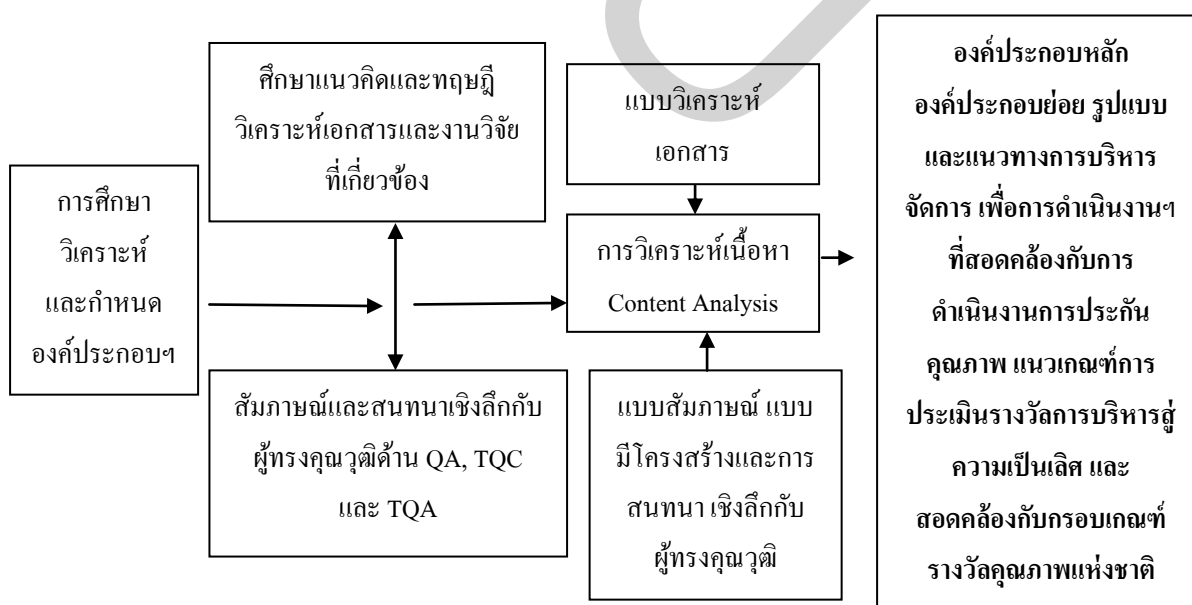 การศึกษา
วิเคราะห์
และกำหนด
องค์ประกอบฯ
ศึกษาแนวคิดและทฤษฎี
วิเคราะห์เอกสารและงานวิจัย
ที่เกี่ยวข้อง
สัมภาษณ์และสนทนาเชิงลึกกับ
ผู้ทรงคุณวุฒิด้าน QA, TQC
และ TQA
แบบวิเคราะห์
เอกสาร
การวิเคราะห์เนื้อหา
Content Analysis
แบบสัมภาษณ์ แบบ
มีโครงสร้างและการ
สนทนา เชิงลึกกับ
ผู้ทรงคุณวุฒิ
องค์ประกอบหลัก
องค์ประกอบย่อย รูปแบบ
และแนวทางการบริหาร
จัดการ เพื่อการดำเนินงานฯ
ที่สอดคล้องกับการ
ดำเนินงานการประกัน
คุณภาพ แนวเกณฑ์การ
ประเมินรางวัลการบริหารสู่
ความเป็นเลิศ และ
สอดคล้องกับกรอบเกณฑ์
รางวัลคุณภาพแห่งชาติ